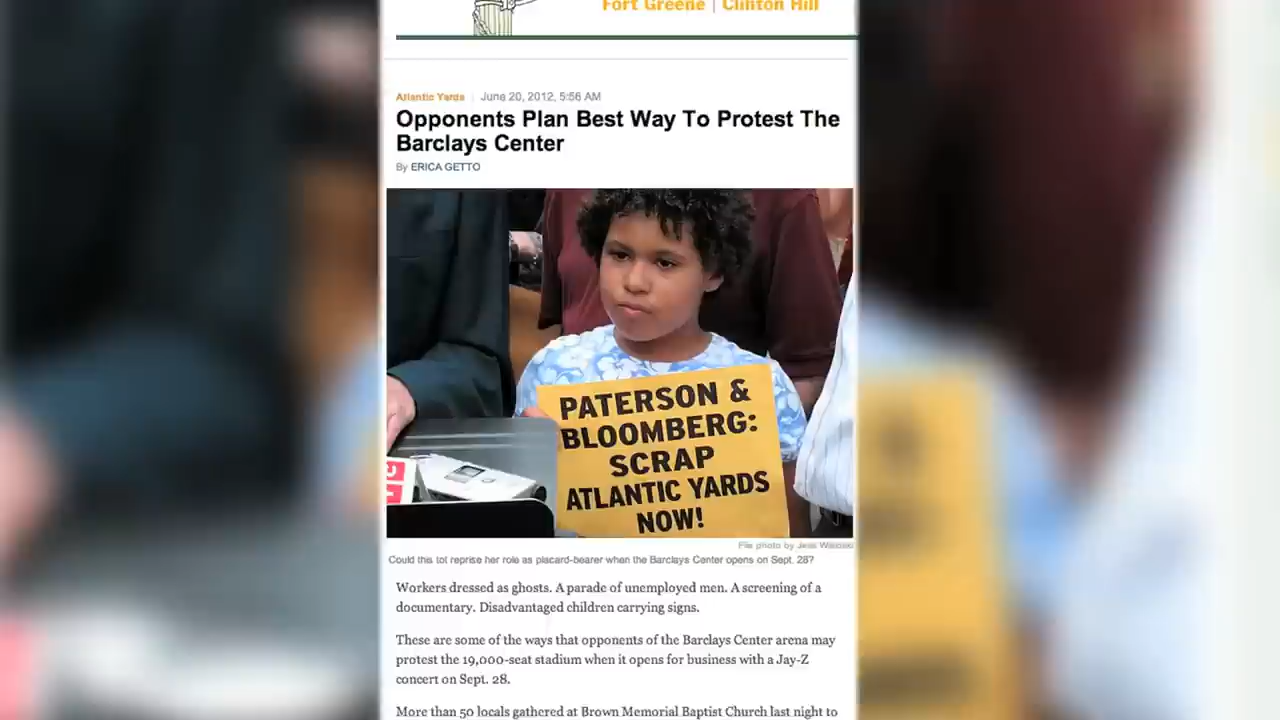 Fort Greene | Clinton Hill
Atlantic Yards | June 20, 2012, 5:56 AM
Opponents Plan Best Way To Protest The
Barclays Center
By ERICA GETTO
PATERSON &
BLOOMBERG:
SCRAP
ATLANTIC YARDS
NOW!
File photo by
Could this tot reprise her role as placard-bearer when the Barclays Center opens on Sept. 28?
Workers dressed as ghosts. A parade of unemployed men. A screening of a
documentary. Disadvantaged children carrying signs.
These are some of the ways that opponents of the Barclays Center arena may
protest the 19,000-seat stadium when it opens for business with a Jay-Z
concert on Sept. 28.
More than 50 locals gathered at Brown Memorial Baptist Church last night to